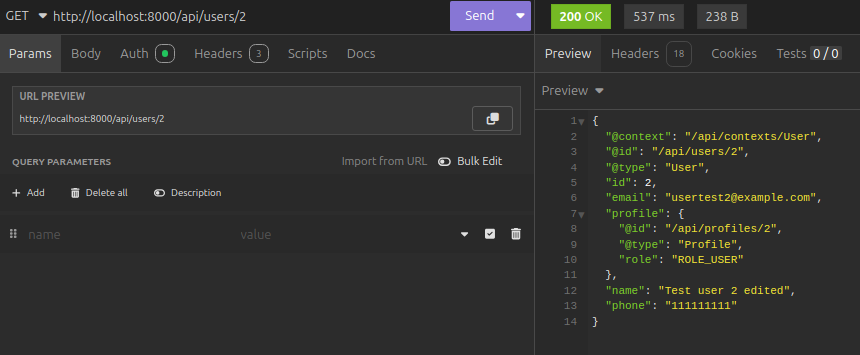 GET http://localhost:8000/api/users/2 Send
Params Body Auth Headers 3 Scripts Docs
URL PREVIEW
http://localhost:8000/api/users/2
QUERY PARAMETERS Import from URL Bulk Edit
Add Delete all Description
name value
200 OK 537 ms 238 B
Preview Headers 18 Cookies Tests 0 / 0
Preview
1 {
2 "@context": "/api/contexts/User",
3 "@id": "/api/users/2",
4 "@type": "User",
5 "id": 2,
6 "email": "usertest2@example.com",
7 "profile": {
8 "@id": "/api/profiles/2",
9 "@type": "Profile",
10 "role": "ROLE_USER"
11 },
12 "name": "Test user 2 edited",
13 "phone": "111111111"
14 }